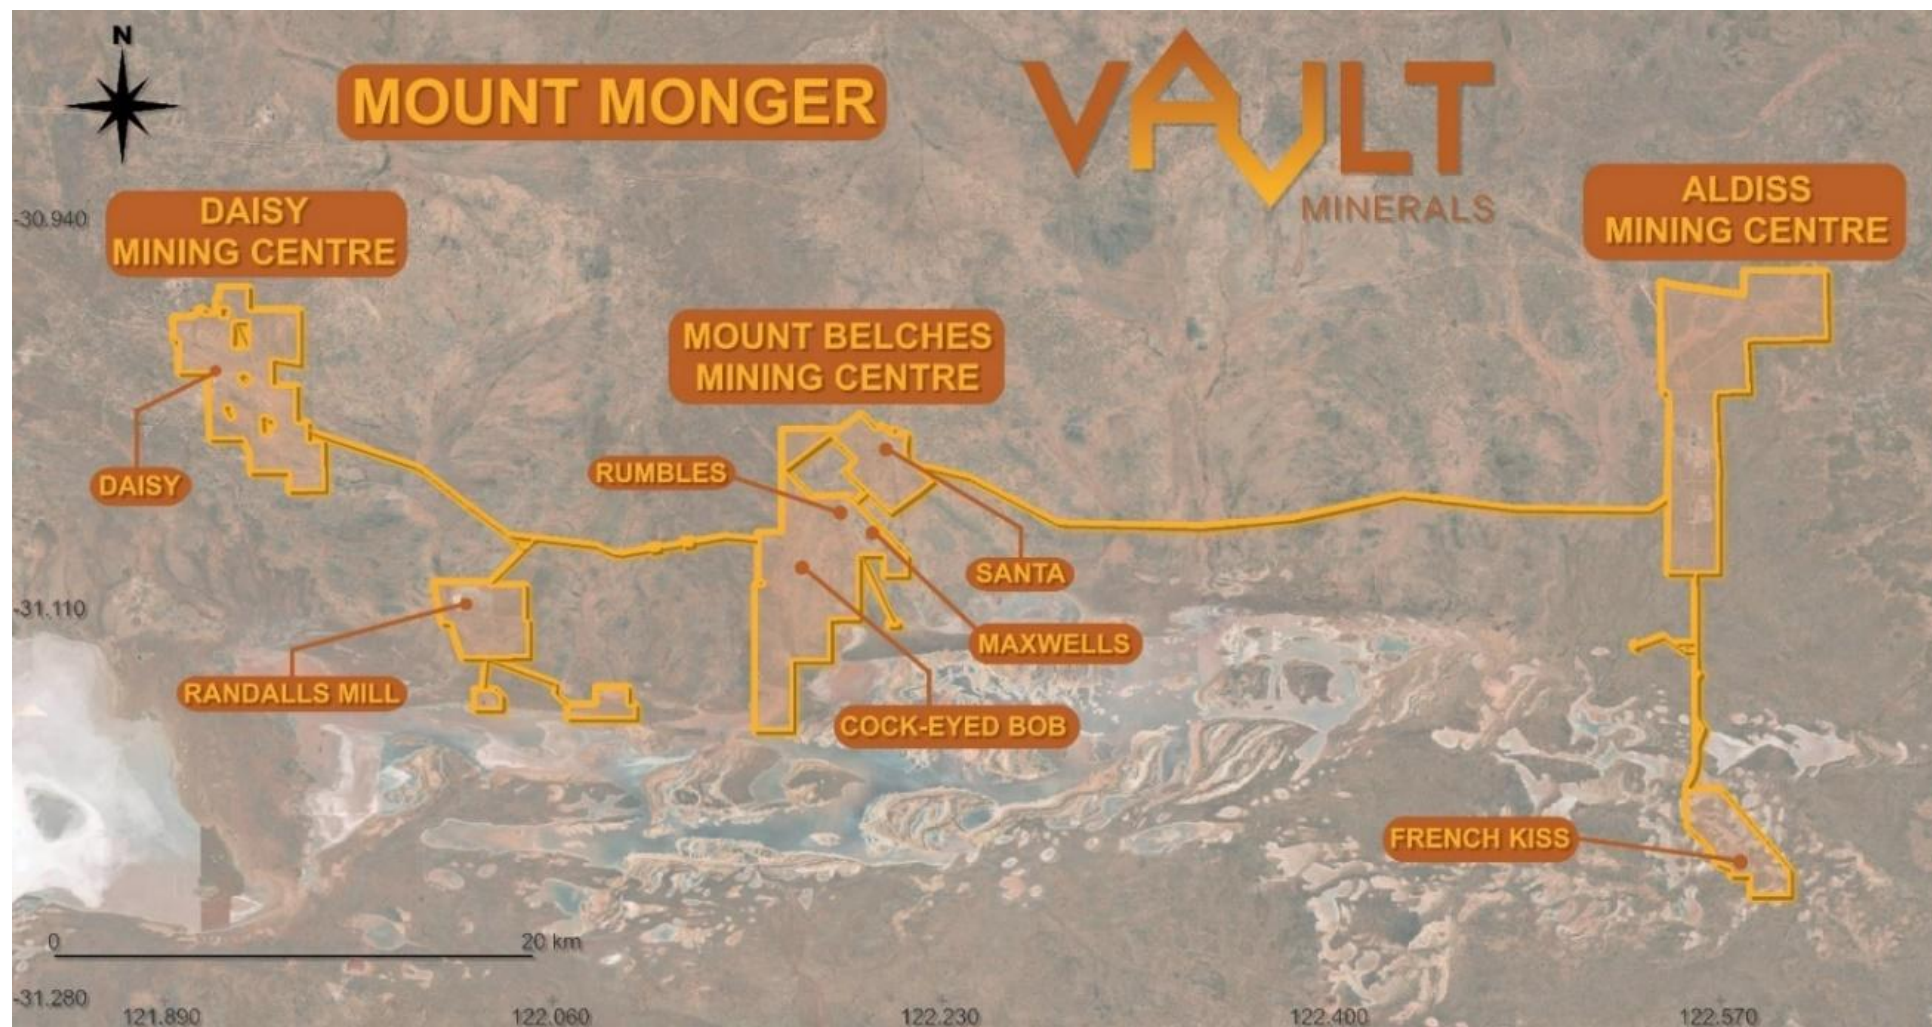 N
MOUNT MONGER
VAULT
MINERALS
DAISY
MINING CENTRE
ALDISS
MINING CENTRE
-30.940
MOUNT BELCHES
MINING CENTRE
RUMBLES
DAISY
SANTA
-31.110
MAXWELLS
RANDALLS MILL
COCK-EYED BOB
FRENCH KISS
0
20 km
-31.280
121.890
122.060
122.230
122.400
122.570